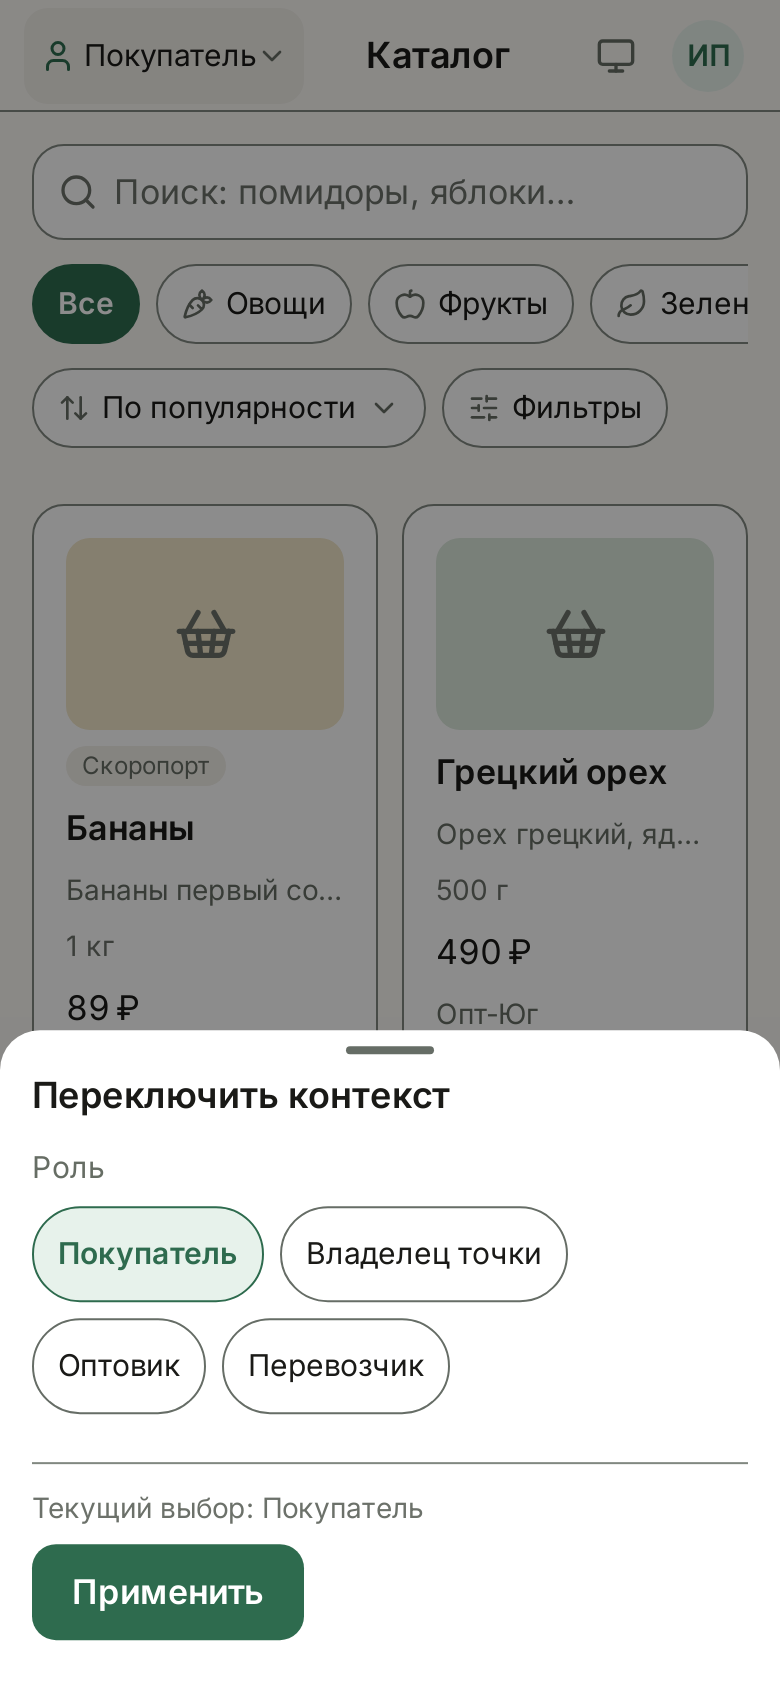 Покупатель
Каталог
ИП
Поиск: помидоры, яблоки...
Все
Овощи
Фрукты
Зелен
По популярности
Фильтры
Скоропорт
Бананы
Бананы первый со...
1 кг
89 ₽
Грецкий орех
Орех грецкий, яд...
500 г
490 ₽
Опт-Юг
Переключить контекст
Роль
Покупатель
Владелец точки
Оптовик
Перевозчик
Текущий выбор: Покупатель
Применить